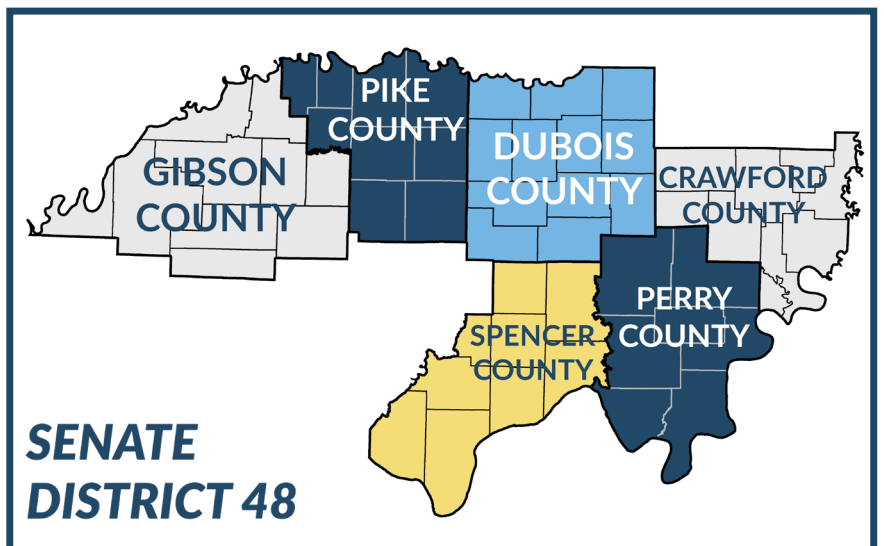 PIKE
COUNTY
DUBOIS
COUNTY
GIBSON
COUNTY
CRAWFORD
COUNTY
PERRY
COUNTY
SPENCER
COUNTY
SENATE
DISTRICT 48